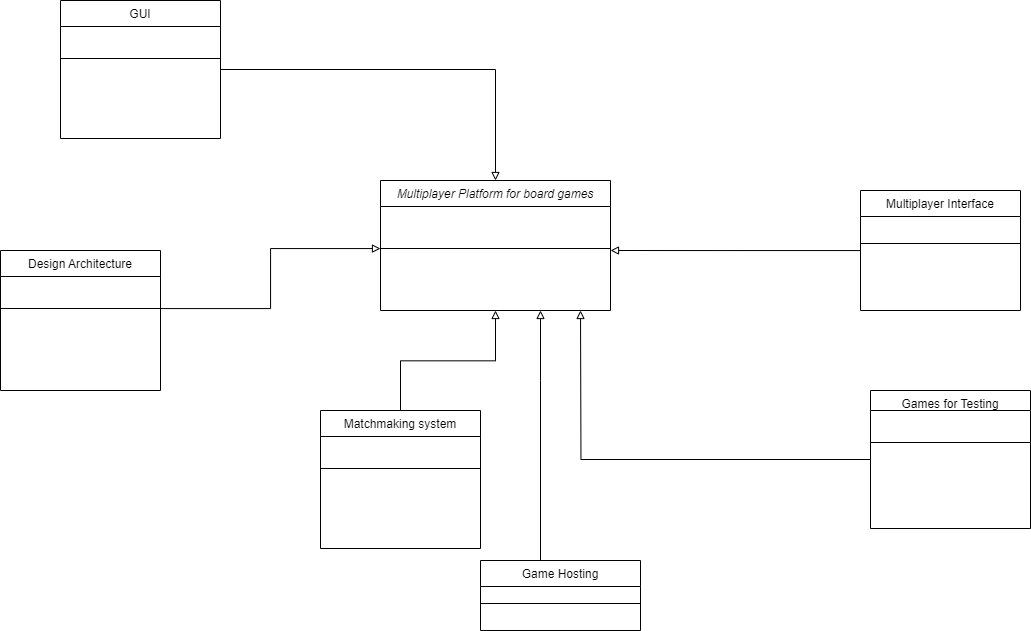 GUI
Multiplayer Platform for board games
Multiplayer Interface
Design Architecture
Games for Testing
Matchmaking system
Game Hosting